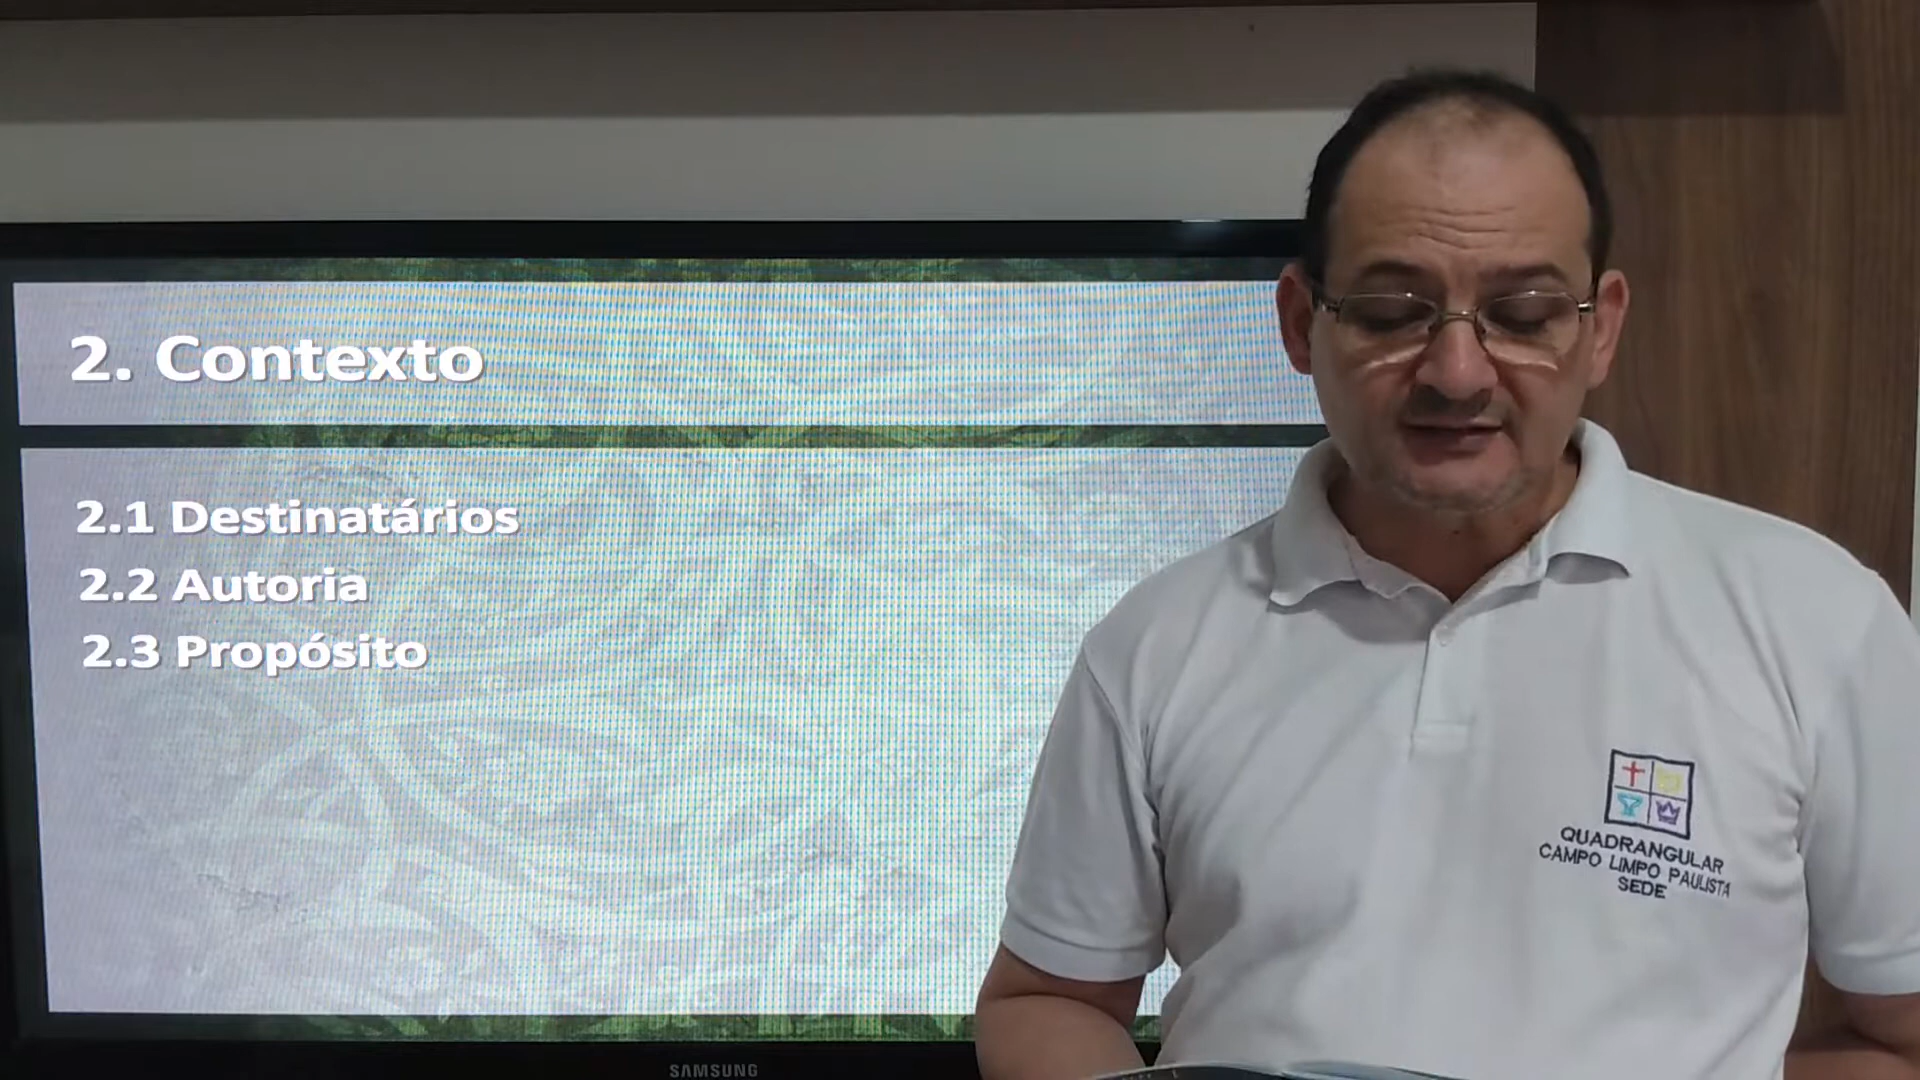 2. Contexto
2.1 Destinatários
2.2 Autoria
2.3 Propósito
SAMSUNG
QUADRANGULAR
CAMPO LIMPO PAULISTA
SEDE